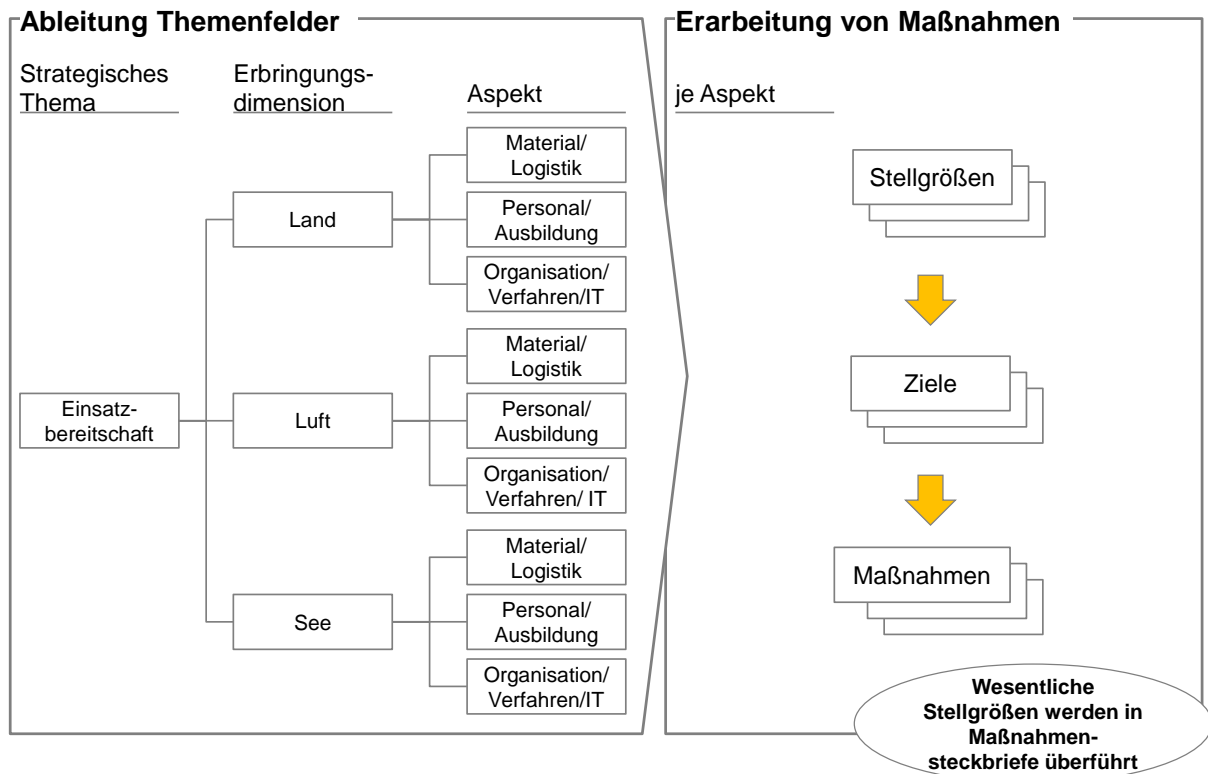 Ableitung Themenfelder
Strategisches
Thema
Erbringungs-
dimension
Aspekt
Einsatz-
bereitschaft
Land
Material/
Logistik
Personal/
Ausbildung
Organisation/
Verfahren/IT
Luft
Material/
Logistik
Personal/
Ausbildung
Organisation/
Verfahren/ IT
See
Material/
Logistik
Personal/
Ausbildung
Organisation/
Verfahren/IT
Erarbeitung von Maßnahmen
je Aspekt
Stellgrößen
Ziele
Maßnahmen
Wesentliche
Stellgrößen werden in
Maßnahmen-
steckbriefe überführt